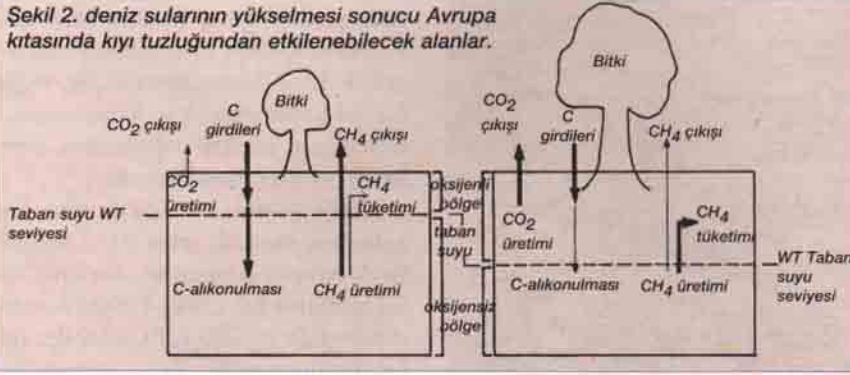 Şekil 2. deniz sularının yükselmesi sonucu Avrupa
kıtasında kıyı tuzluğundan etkilenebilecek alanlar.
Bitki
CO2 çıkışı
C
girdileri
CH4 çıkışı
CO2
üretimi
CH4
tüketimi
Taban suyu WT
seviyesi
C-alıkonulması
CH4 üretimi
oksijenli
bölge
taban
suyu
oksijensiz
bölge
Bitki
CO2
çıkışı
C
girdileri
CH4 çıkışı
CO2
üretimi
CH4
tüketimi
WT Taban
suyu
seviyesi
C-alıkonulması
CH4 üretimi